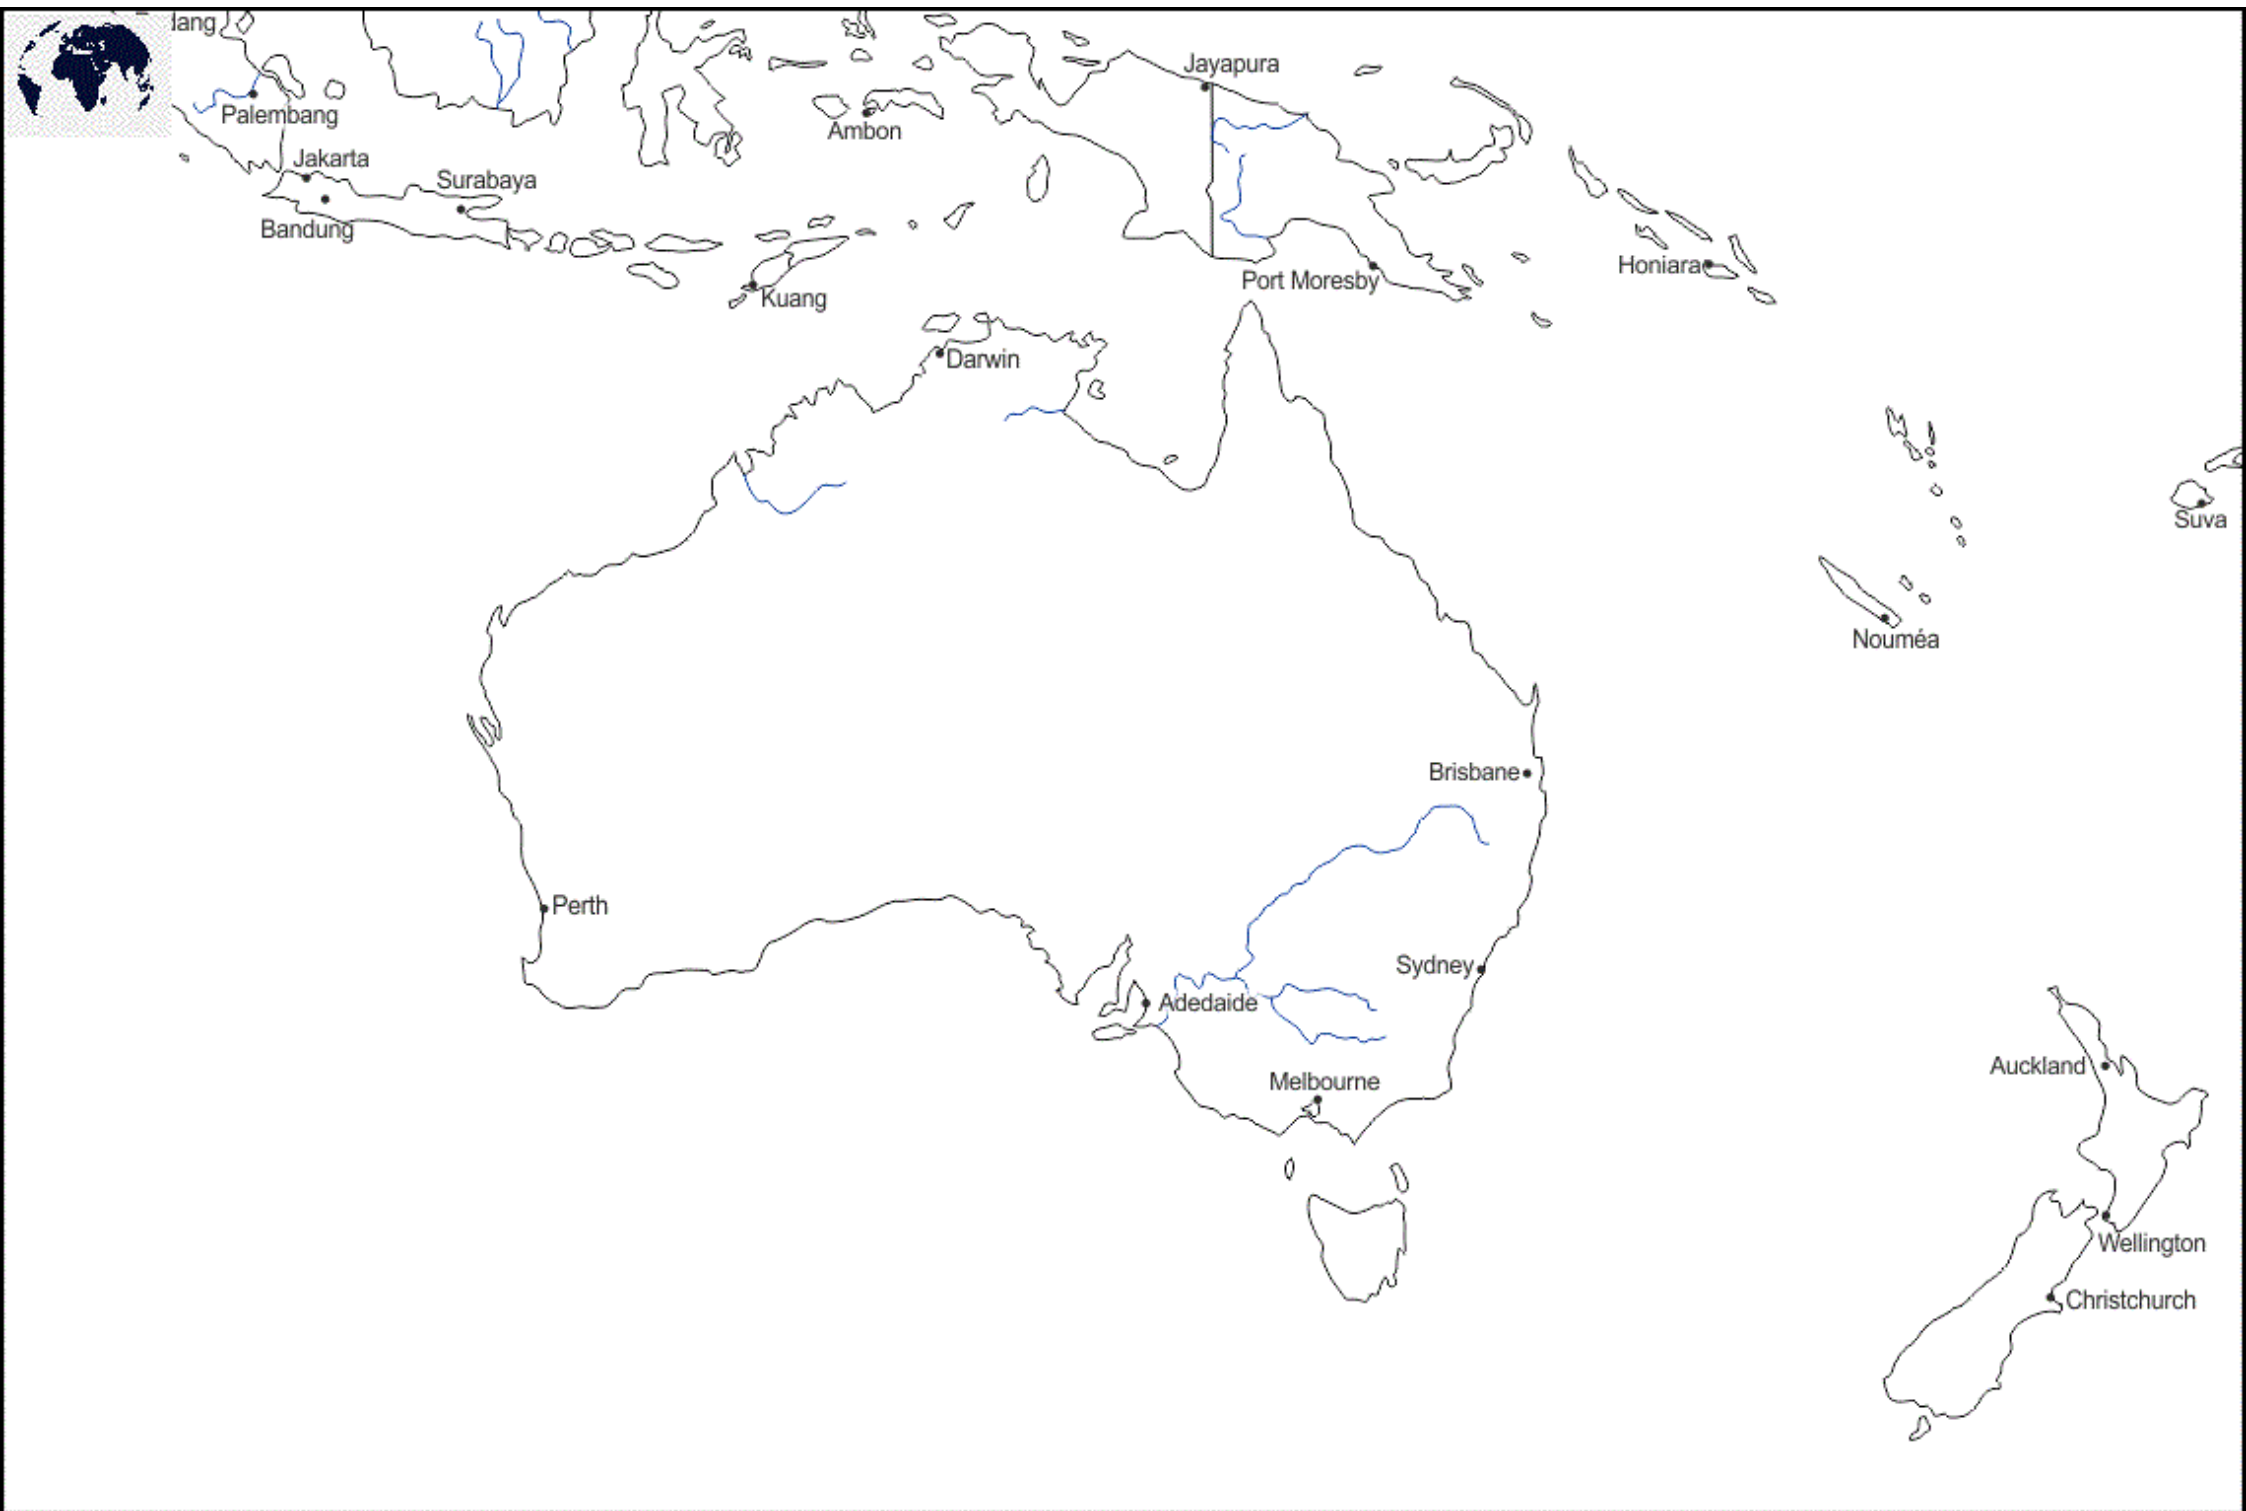 dang
Palembang
Jayapura
Ambon
Jakarta
Surabaya
Bandung
Kuang
Port Moresby
Honiara
Darwin
Suva
Nouméa
Brisbane
Perth
Sydney
Adedaide
Melbourne
Auckland
Wellington
Christchurch